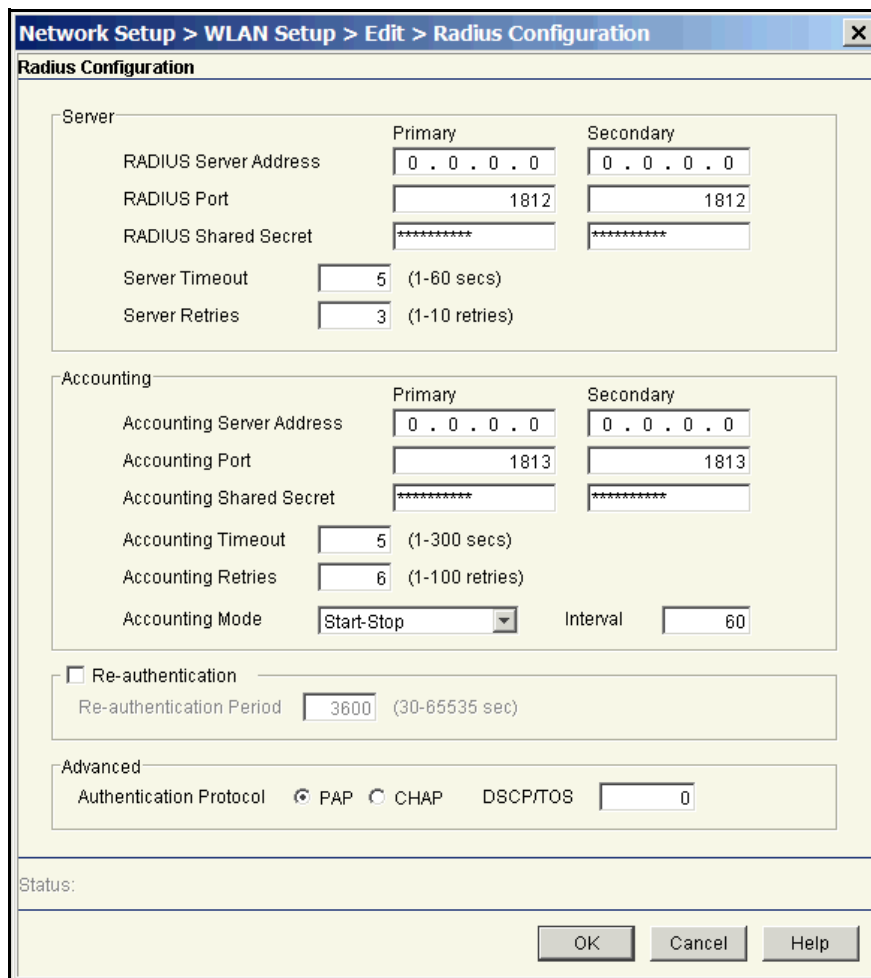 Network Setup > WLAN Setup > Edit > Radius Configuration
Radius Configuration
Server
Primary Secondary
RADIUS Server Address 0 . 0 . 0 . 0 0 . 0 . 0 . 0
RADIUS Port 1812 1812
RADIUS Shared Secret ********** **********
Server Timeout 5 (1-60 secs)
Server Retries 3 (1-10 retries)
Accounting
Primary Secondary
Accounting Server Address 0 . 0 . 0 . 0 0 . 0 . 0 . 0
Accounting Port 1813 1813
Accounting Shared Secret ********** **********
Accounting Timeout 5 (1-300 secs)
Accounting Retries 6 (1-100 retries)
Accounting Mode Start-Stop Interval 60
Re-authentication
Re-authentication Period 3600 (30-65535 sec)
Advanced
Authentication Protocol PAP CHAP DSCP/TOS 0
Status:
OK Cancel Help